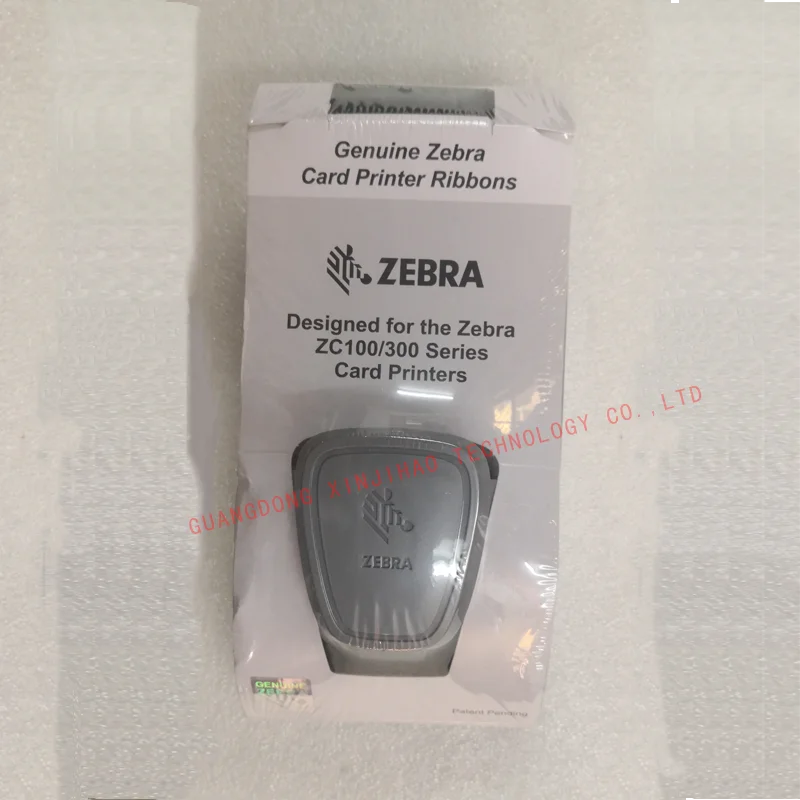 Genuine Zebra
Card Printer Ribbons
ZEBRA
Designed for the Zebra
ZC100/300 Series
Card Printers
GUANGDONG XINJIHAO TECHNOLOGY CO.,LTD
ZEBRA
GENUINE
Patent Pending